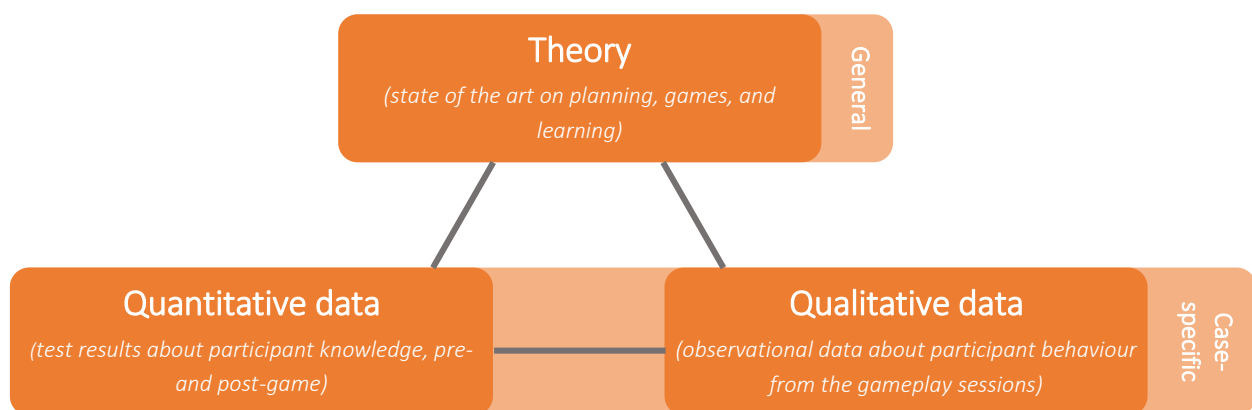 Theory
(state of the art on planning, games, and
learning)
General
Quantitative data
(test results about participant knowledge, pre-
and post-game)
Qualitative data
(observational data about participant behaviour
from the gameplay sessions)
Case-
specific